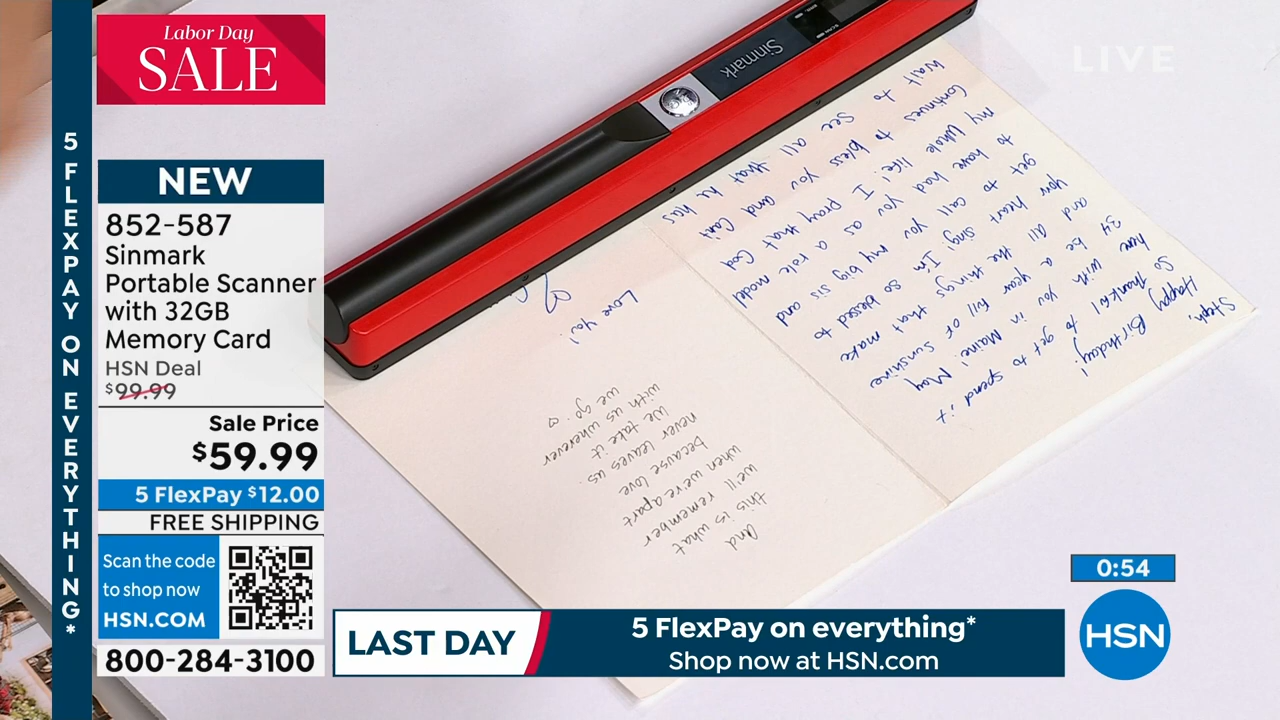 Labor Day
SALE
5 FLEXPAY ON EVERYTHING*
NEW
852-587
Sinmark
Portable Scanner
with 32GB
Memory Card
HSN Deal
$99.99
Sale Price
$59.99
5 FlexPay $12.00
FREE SHIPPING
Scan the code
to shop now
HSN.COM
800-284-3100
Sinmark
And
this is what
we'll remember
when we're apart
because love
never leaves us.
we take it
with us wherever
we go. ♡
Love you!
Steph,
Happy Birthday!
So thankful to get to spend it
with you in Maine! May
34 be a year full of sunshine
and all the things that make
your heart sing! I'm so blessed to
get to call you my big sis and
to have had you as a role model
my whole life! I pray that God
continues to bless you and can't
wait to see all that he has
LIVE
0:54
HSN
LAST DAY
5 FlexPay on everything*
Shop now at HSN.com